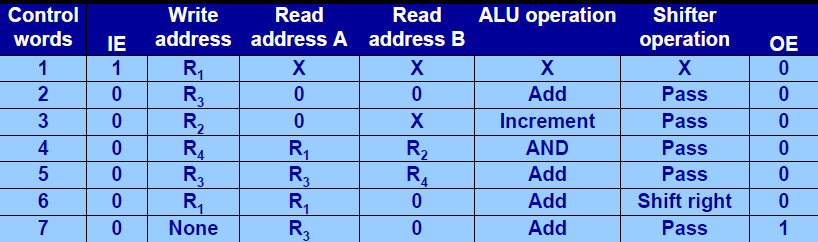 Control words IE Write address Read address A Read address B ALU operation Shifter operation OE
1 1 R1 X X X X 0
2 0 R3 0 0 Add Pass 0
3 0 R2 0 X Increment Pass 0
4 0 R4 R1 R2 AND Pass 0
5 0 R3 R3 R4 Add Pass 0
6 0 R1 R1 0 Add Shift right 0
7 0 None R3 0 Add Pass 1